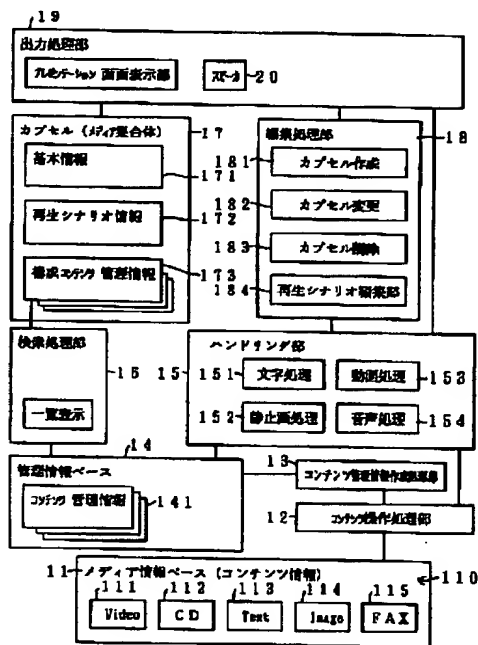 19
出力処理部
プレゼンテーション 画面表示部
スピーカ
20
カプセル (メディア集合体)
17
基本情報
171
再生シナリオ情報
172
構成コンテンツ 管理情報
173
編集処理部
18
181
カプセル作成
182
カプセル変更
183
カプセル削除
184
再生シナリオ編集部
検索処理部
16
一覧表示
ハンドリング部
15
151
文字処理
動画処理
153
152
静止画処理
音声処理
154
14
管理情報ベース
コンテンツ 管理情報
141
13
コンテンツ管理情報作成処理部
12
コンテンツ操作処理部
11
メディア情報ベース (コンテンツ情報)
110
111
112
113
114
115
Video
CD
Text
Image
FAX